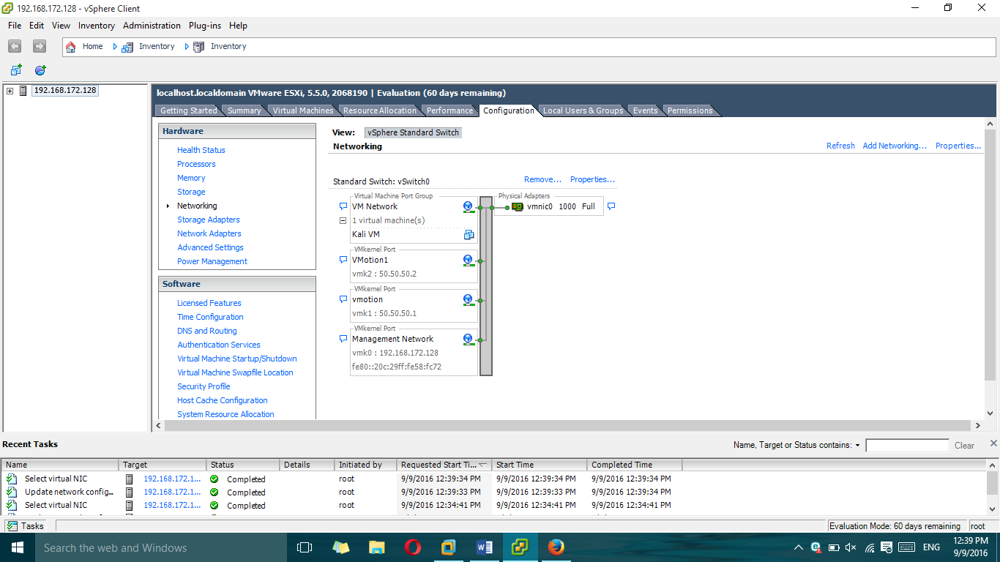 192.168.172.128 - vSphere Client
File Edit View Inventory Administration Plug-ins Help
Home Inventory Inventory
192.168.172.128
localhost.localdomain VMware ESXi, 5.5.0, 2068190 | Evaluation (60 days remaining)
Getting Started Summary Virtual Machines Resource Allocation Performance Configuration Local Users & Groups Events Permissions
Hardware
Health Status
Processors
Memory
Storage
Networking
Storage Adapters
Network Adapters
Advanced Settings
Power Management
Software
Licensed Features
Time Configuration
DNS and Routing
Authentication Services
Virtual Machine Startup/Shutdown
Virtual Machine Swapfile Location
Security Profile
Host Cache Configuration
System Resource Allocation
View: vSphere Standard Switch
Networking
Refresh Add Networking... Properties...
Standard Switch: vSwitch0 Remove... Properties...
Virtual Machine Port Group
VM Network
1 virtual machine(s)
Kali VM
Physical Adapters
vmnic0 1000 Full
VMkernel Port
VMotion1
vmk2 : 50.50.50.2
VMkernel Port
vmotion
vmk1 : 50.50.50.1
VMkernel Port
Management Network
vmk0 : 192.168.172.128
fe80::20c:29ff:fe58:fc72
Recent Tasks
Name, Target or Status contains: Clear
Name Target Status Details Initiated by Requested Start Ti... Start Time Completed Time
Select virtual NIC 192.168.172.1... Completed root 9/9/2016 12:39:34 PM 9/9/2016 12:39:34 PM 9/9/2016 12:39:34 PM
Update network config... 192.168.172.1... Completed root 9/9/2016 12:39:33 PM 9/9/2016 12:39:33 PM 9/9/2016 12:39:34 PM
Select virtual NIC 192.168.172.1... Completed root 9/9/2016 12:34:41 PM 9/9/2016 12:34:41 PM 9/9/2016 12:34:41 PM
Tasks
Evaluation Mode: 60 days remaining root
Search the web and Windows
ENG
12:39 PM
9/9/2016